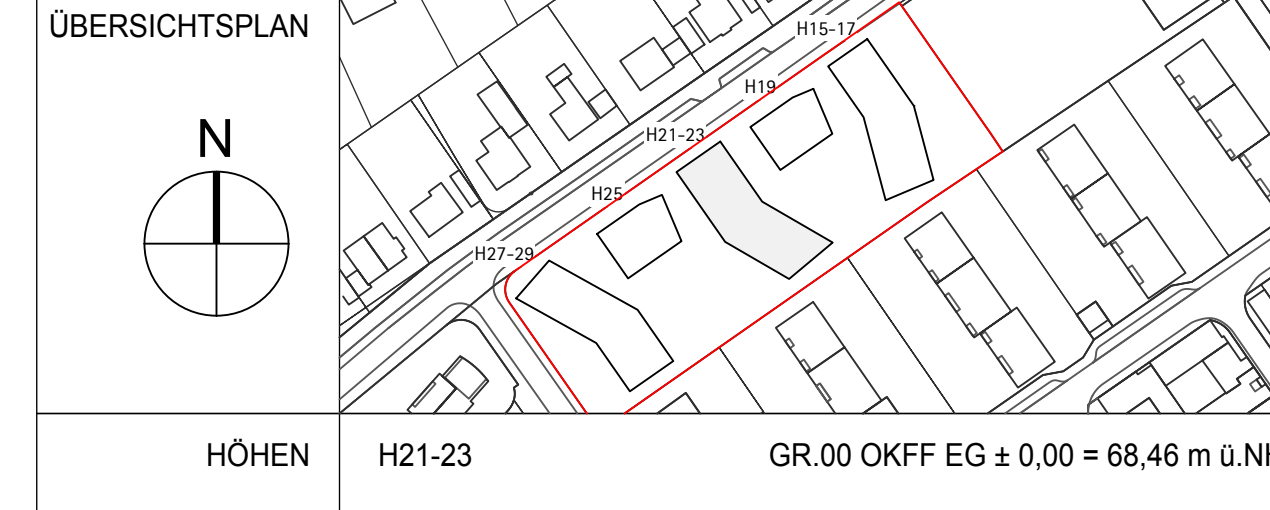 ÜBERSICHTSPLAN
N
H15-17
H19
H21-23
H25
H27-29
HÖHEN
H21-23
GR.00 OKFF EG ± 0,00 = 68,46 m